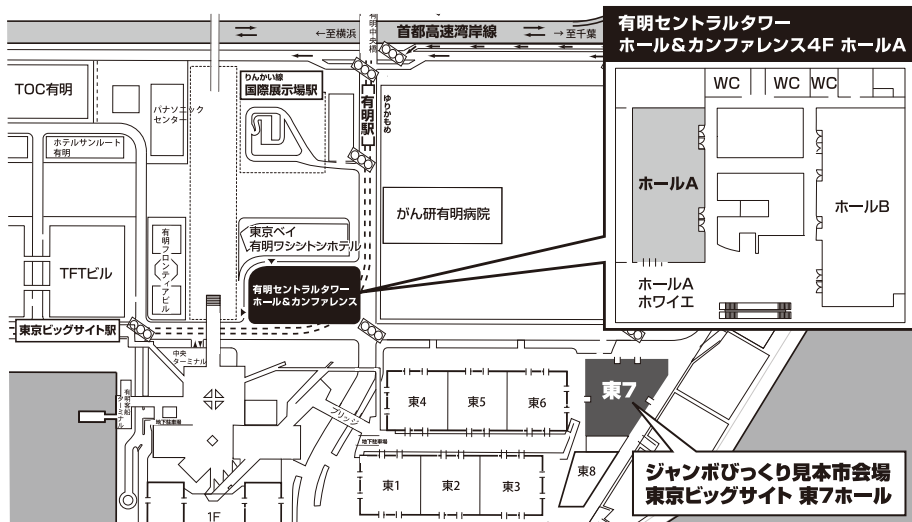 有明セントラルタワー
ホール&カンファレンス4F ホールA
WC
WC
WC
ホールA
ホールB
ホールA
ホワイエ
←至横浜
首都高速湾岸線
→至千葉
有明中央橋
TOC有明
パナソニック
センター
りんかい線
国際展示場駅
有明駅
ゆりかもめ
ホテルサンルート
有明
がん研有明病院
東京ベイ
有明ワシントンホテル
有明フロンティアビル
TFTビル
有明セントラルタワー
ホール&カンファレンス
東京ビッグサイト駅
中央
ターミナル
有明客船
ターミナル
地下駐車場
ブリッジ
地下駐車場
東4
東5
東6
東7
東1
東2
東3
東8
1F
ジャンボびっくり見本市会場
東京ビッグサイト 東7ホール